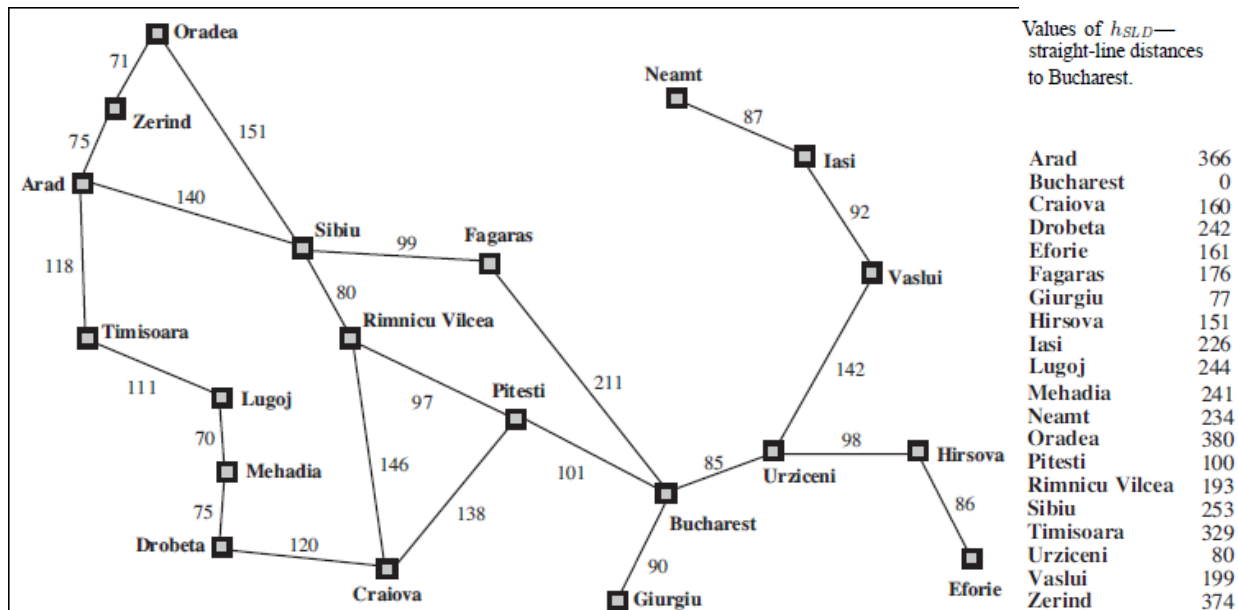 Oradea
71
Neamt
87
Zerind
151
75
Iasi
Arad
140
92
Sibiu
99
Fagaras
118
Vaslui
80
Timisoara
Rimnicu Vilcea
142
111
211
Lugoj
97
Pitesti
70
98
Hirsova
146
85
Mehadia
101
Urziceni
86
75
138
Bucharest
Drobeta
120
90
Craiova
Giurgiu
Eforie
Values of hSLD—
straight-line distances
to Bucharest.
Arad 366
Bucharest 0
Craiova 160
Drobeta 242
Eforie 161
Fagaras 176
Giurgiu 77
Hirsova 151
Iasi 226
Lugoj 244
Mehadia 241
Neamt 234
Oradea 380
Pitesti 100
Rimnicu Vilcea 193
Sibiu 253
Timisoara 329
Urziceni 80
Vaslui 199
Zerind 374